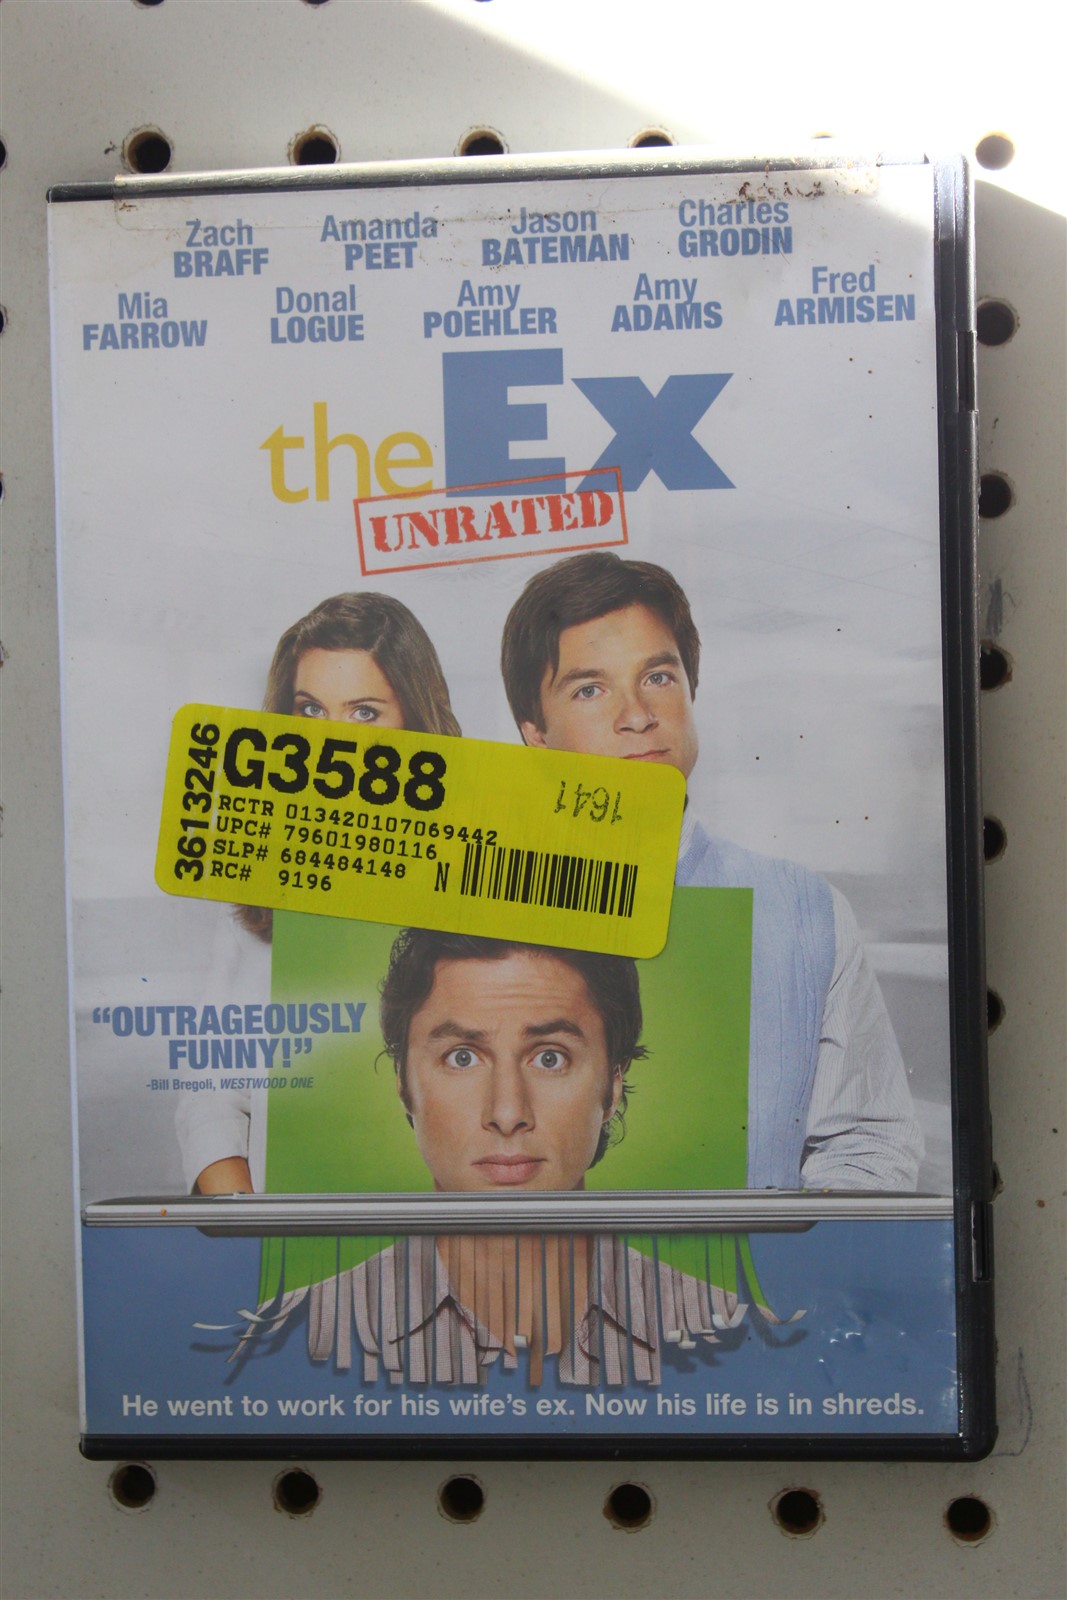 Zach BRAFF
Amanda PEET
Jason BATEMAN
Charles GRODIN
Mia FARROW
Donal LOGUE
Amy POEHLER
Amy ADAMS
Fred ARMISEN
the Ex
UNRATED
3613246
G3588
1641
RCTR 013420107069442
UPC# 79601980116
SLP# 684484148
RC# 9196
N
“OUTRAGEOUSLY
FUNNY!”
-Bill Bregoli, WESTWOOD ONE
He went to work for his wife's ex. Now his life is in shreds.